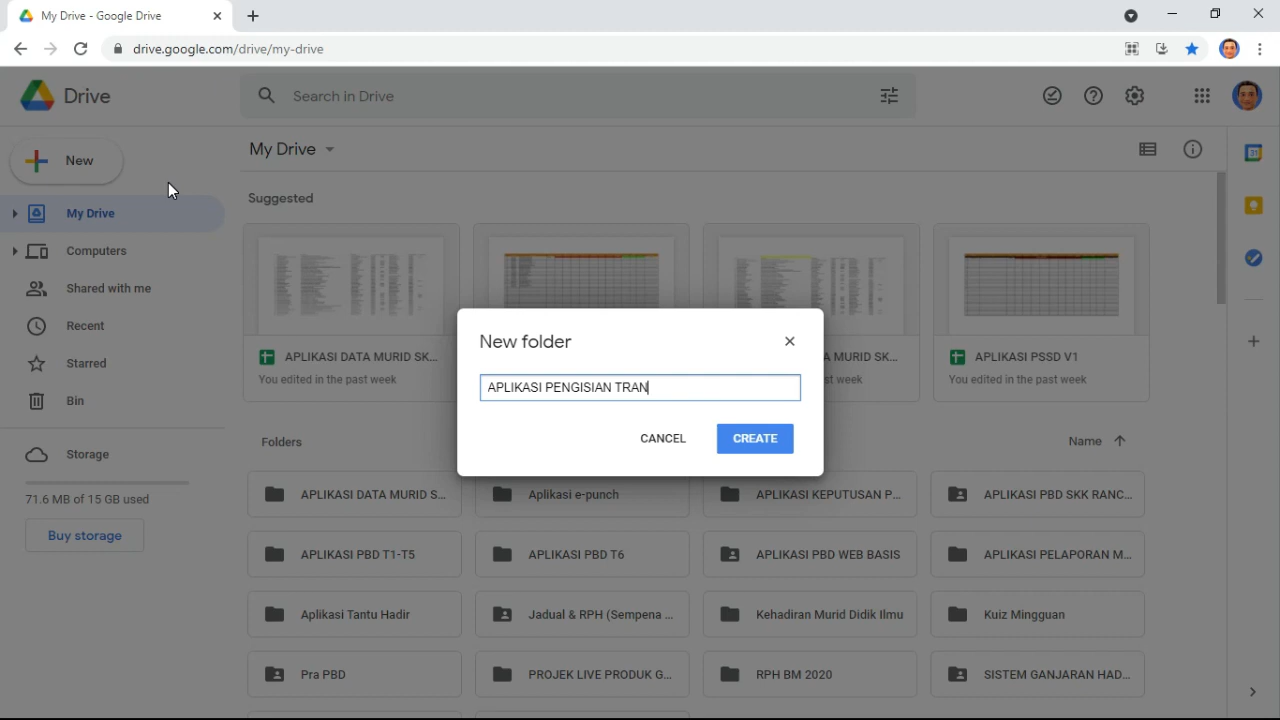 My Drive - Google Drive
drive.google.com/drive/my-drive
Drive
Search in Drive
New
My Drive
My Drive
Computers
Shared with me
Recent
Starred
Bin
Storage
71.6 MB of 15 GB used
Buy storage
Suggested
APLIKASI DATA MURID SK...
You edited in the past week
A MURID SK...
st week
APLIKASI PSSD V1
You edited in the past week
New folder
APLIKASI PENGISIAN TRAN
CANCEL
CREATE
Folders
Name
APLIKASI DATA MURID S...
Aplikasi e-punch
APLIKASI KEPUTUSAN P...
APLIKASI PBD SKK RANC...
APLIKASI PBD T1-T5
APLIKASI PBD T6
APLIKASI PBD WEB BASIS
APLIKASI PELAPORAN M...
Aplikasi Tantu Hadir
Jadual & RPH (Sempena ...
Kehadiran Murid Didik Ilmu
Kuiz Mingguan
Pra PBD
PROJEK LIVE PRODUK G...
RPH BM 2020
SISTEM GANJARAN HAD...
31